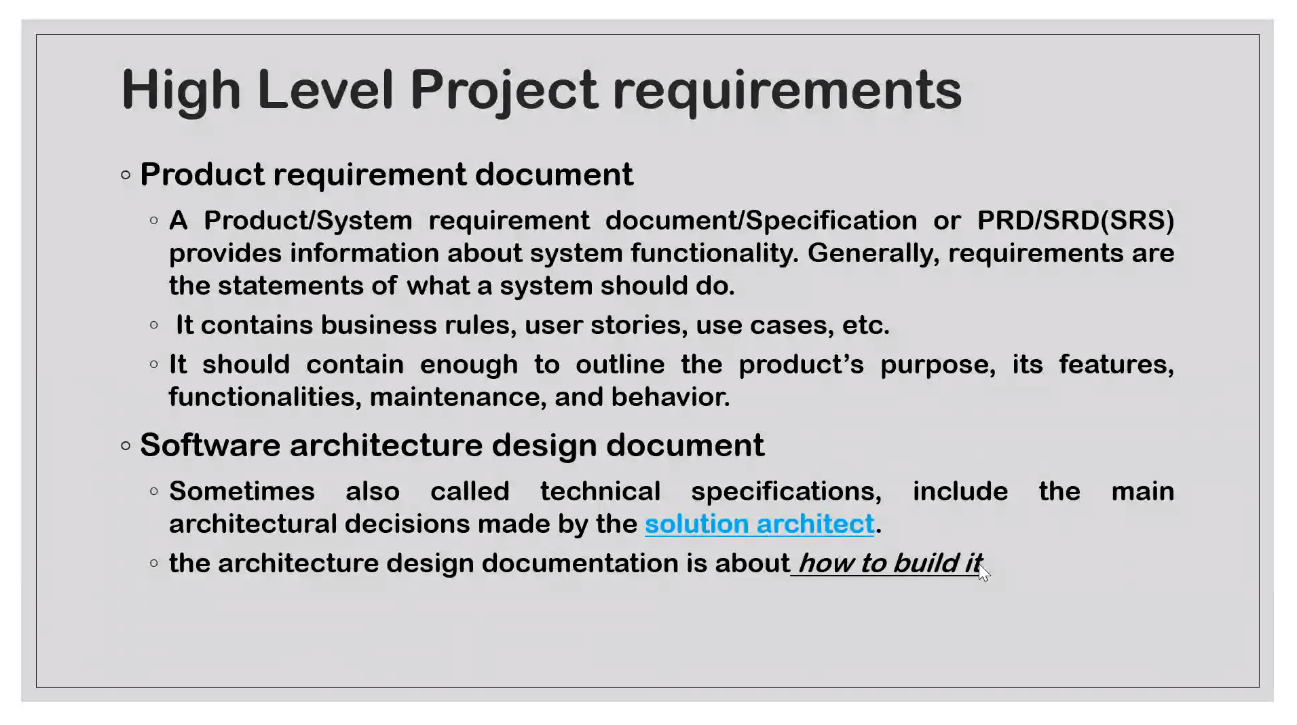 High Level Project requirements
◦ Product requirement document
◦ A Product/System requirement document/Specification or PRD/SRD(SRS)
provides information about system functionality. Generally, requirements are
the statements of what a system should do.
◦ It contains business rules, user stories, use cases, etc.
◦ It should contain enough to outline the product’s purpose, its features,
functionalities, maintenance, and behavior.
◦ Software architecture design document
◦ Sometimes also called technical specifications, include the main
architectural decisions made by the solution architect.
◦ the architecture design documentation is about how to build it